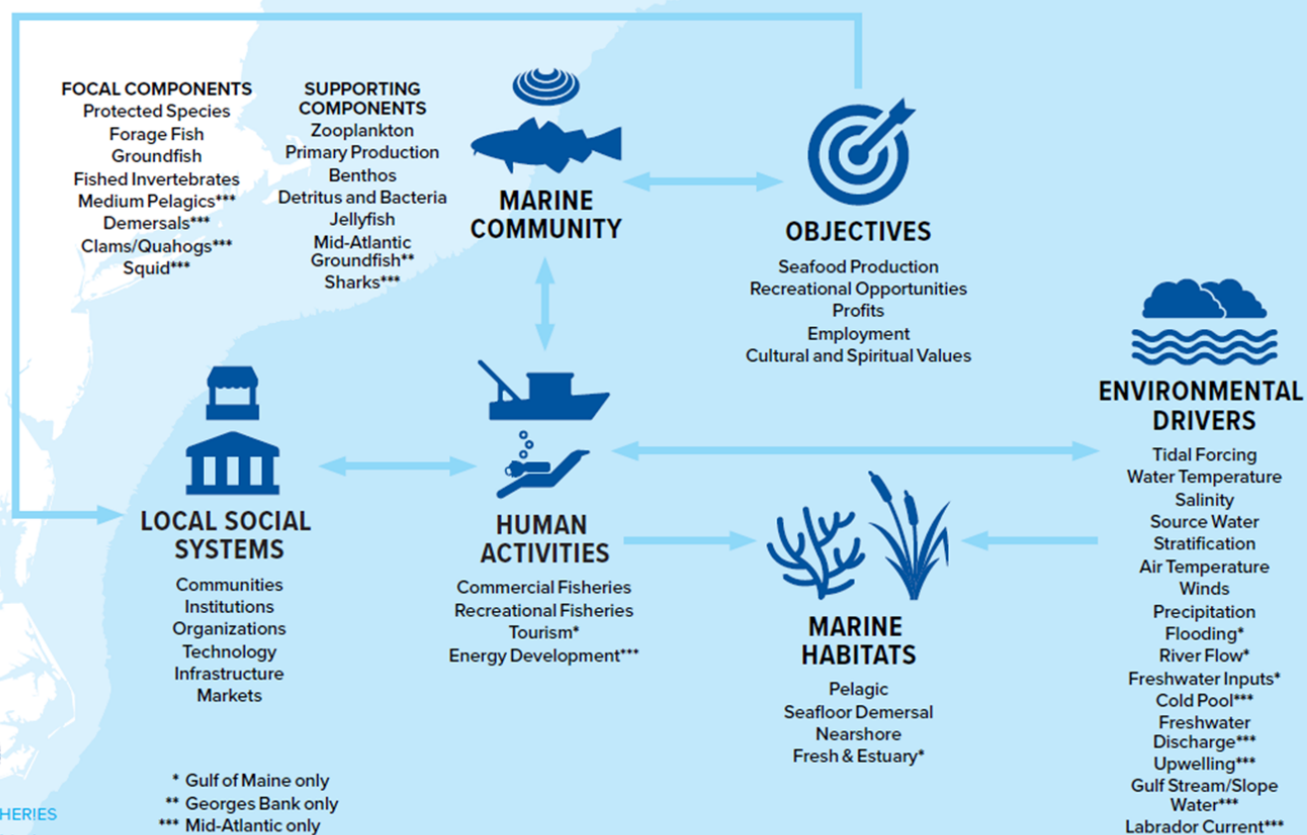 FOCAL COMPONENTS
Protected Species
Forage Fish
Groundfish
Fished Invertebrates
Medium Pelagics***
Demersals***
Clams/Quahogs***
Squid***
SUPPORTING
COMPONENTS
Zooplankton
Primary Production
Benthos
Detritus and Bacteria
Jellyfish
Mid-Atlantic
Groundfish**
Sharks***
MARINE
COMMUNITY
OBJECTIVES
Seafood Production
Recreational Opportunities
Profits
Employment
Cultural and Spiritual Values
LOCAL SOCIAL
SYSTEMS
Communities
Institutions
Organizations
Technology
Infrastructure
Markets
HUMAN
ACTIVITIES
Commercial Fisheries
Recreational Fisheries
Tourism*
Energy Development***
MARINE
HABITATS
Pelagic
Seafloor Demersal
Nearshore
Fresh & Estuary*
ENVIRONMENTAL
DRIVERS
Tidal Forcing
Water Temperature
Salinity
Source Water
Stratification
Air Temperature
Winds
Precipitation
Flooding*
River Flow*
Freshwater Inputs*
Cold Pool***
Freshwater
Discharge***
Upwelling***
Gulf Stream/Slope
Water***
Labrador Current***
* Gulf of Maine only
** Georges Bank only
*** Mid-Atlantic only
HERIES